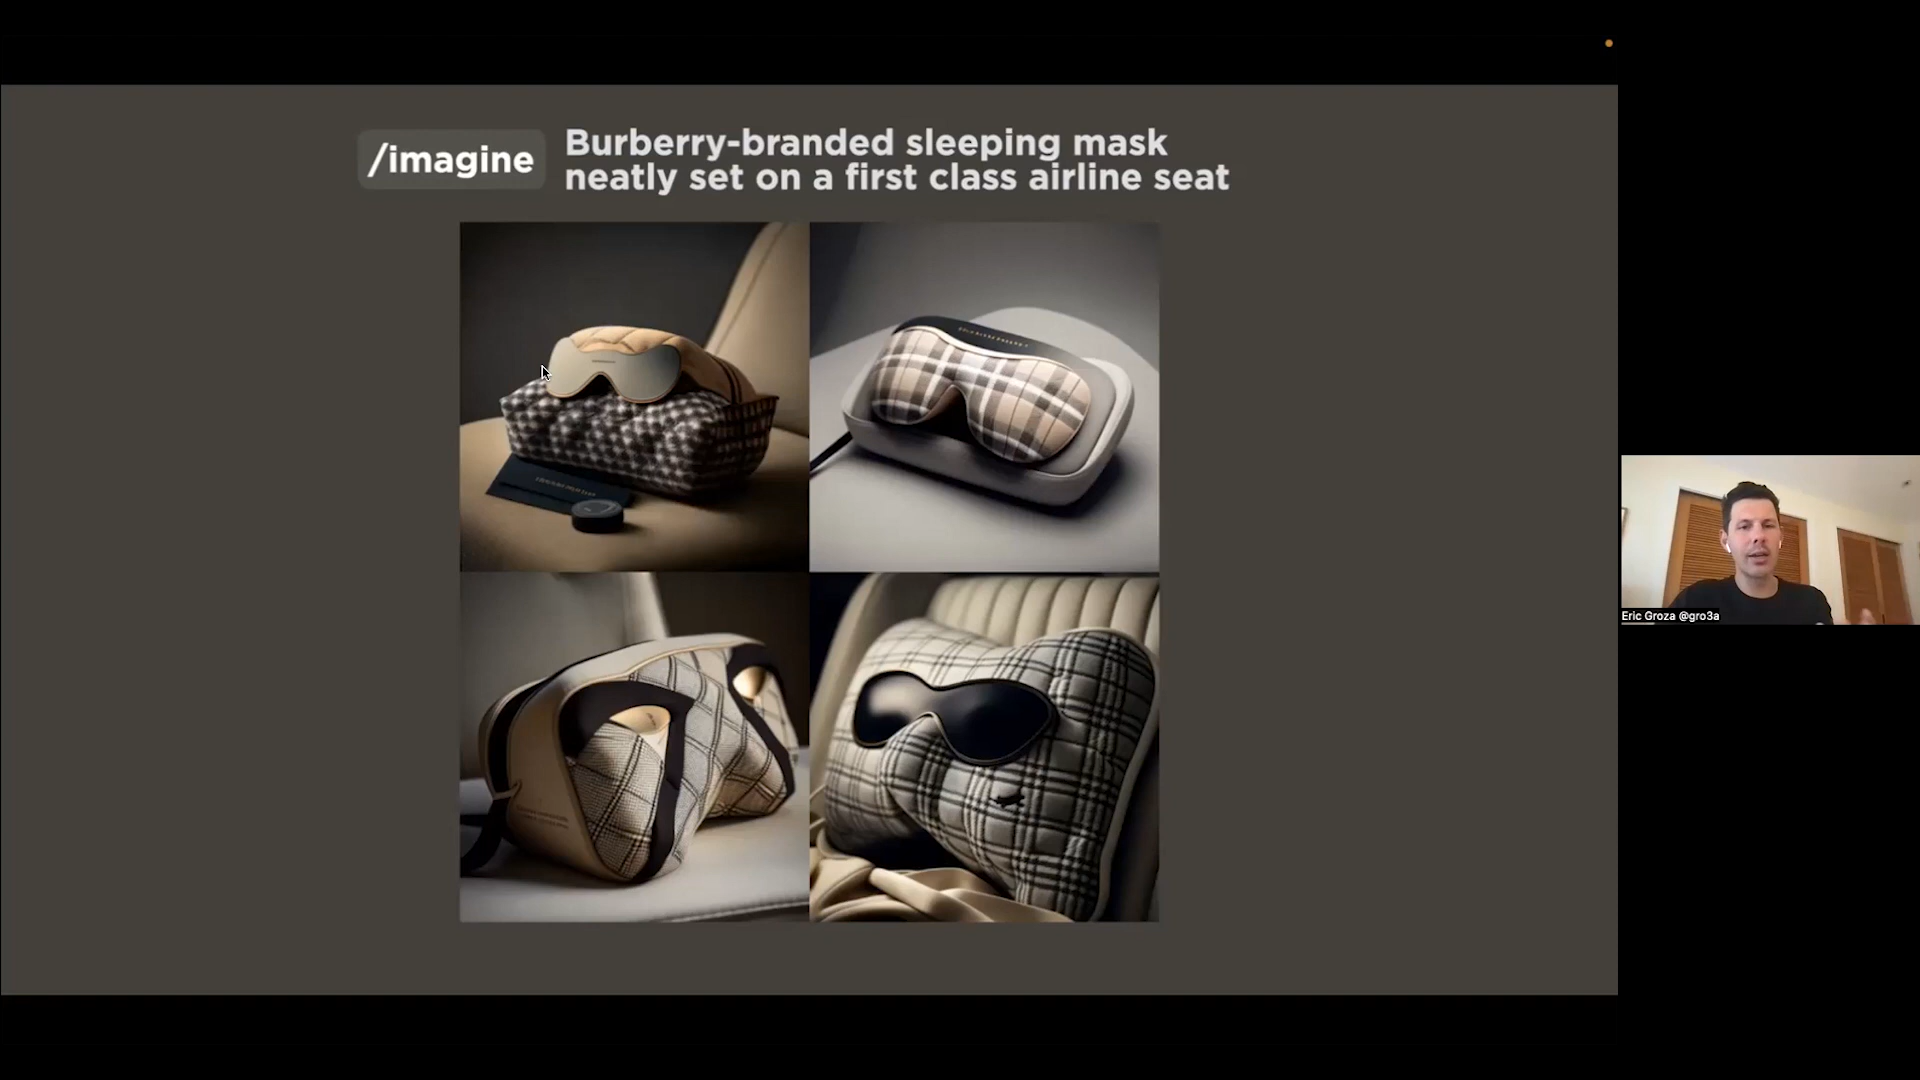 /imagine
Burberry-branded sleeping mask
neatly set on a first class airline seat
Eric Groza @gro3a